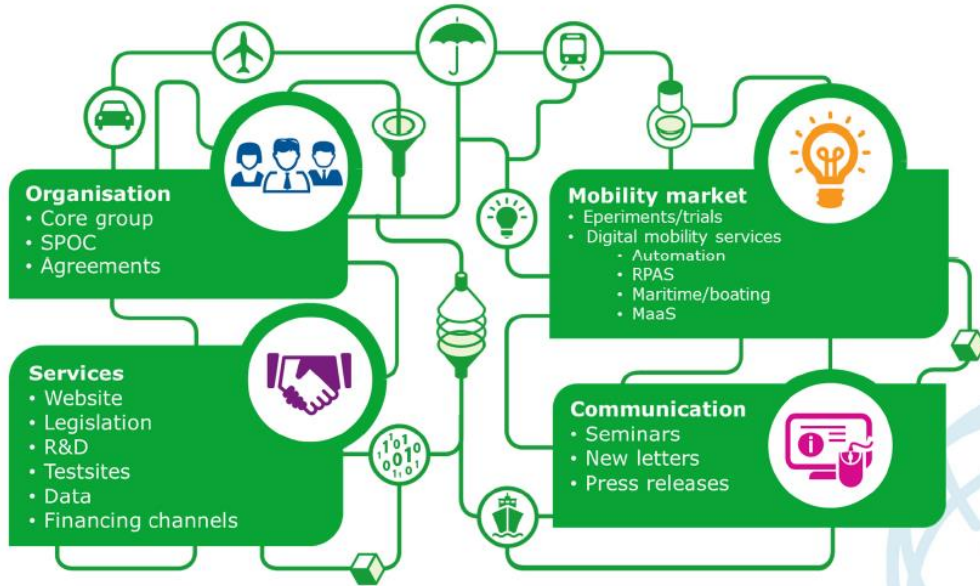 Organisation
• Core group
• SPOC
• Agreements
Mobility market
• Eperiments/trials
• Digital mobility services
• Automation
• RPAS
• Maritime/boating
• MaaS
Services
• Website
• Legislation
• R&D
• Testsites
• Data
• Financing channels
Communication
• Seminars
• New letters
• Press releases